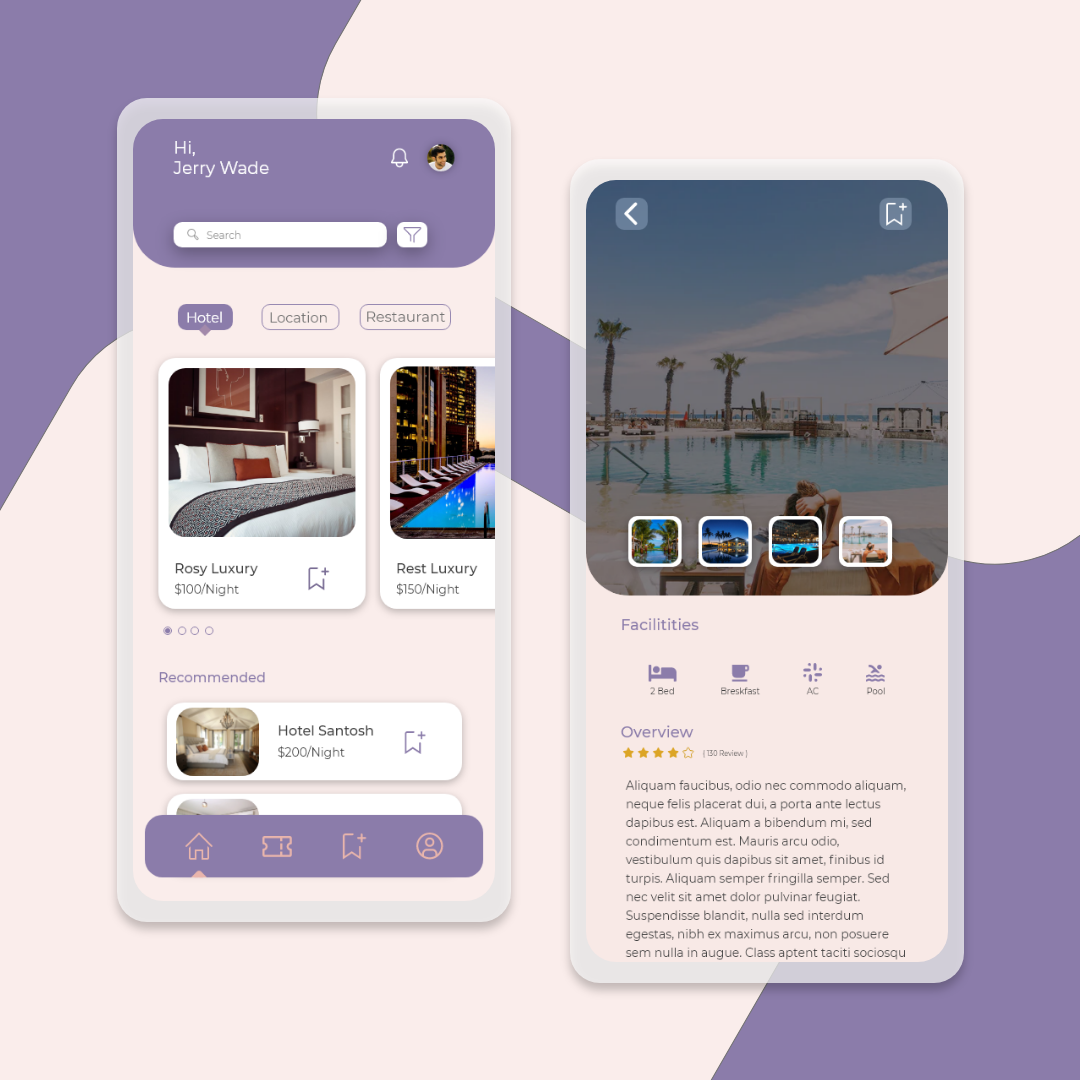 Hi,
Jerry Wade
Search
Hotel
Location
Restaurant
Rosy Luxury
$100/Night
Rest Luxury
$150/Night
Recommended
Hotel Santosh
$200/Night
Facilitities
2 Bed
Breskfast
AC
Pool
Overview
( 130 Review )
Aliquam faucibus, odio nec commodo aliquam,
neque felis placerat dui, a porta ante lectus
dapibus est. Aliquam a bibendum mi, sed
condimentum est. Mauris arcu odio,
vestibulum quis dapibus sit amet, finibus id
turpis. Aliquam semper fringilla semper. Sed
nec velit sit amet dolor pulvinar feugiat.
Suspendisse blandit, nulla sed interdum
egestas, nibh ex maximus arcu, non posuere
sem nulla in augue. Class aptent taciti sociosqu